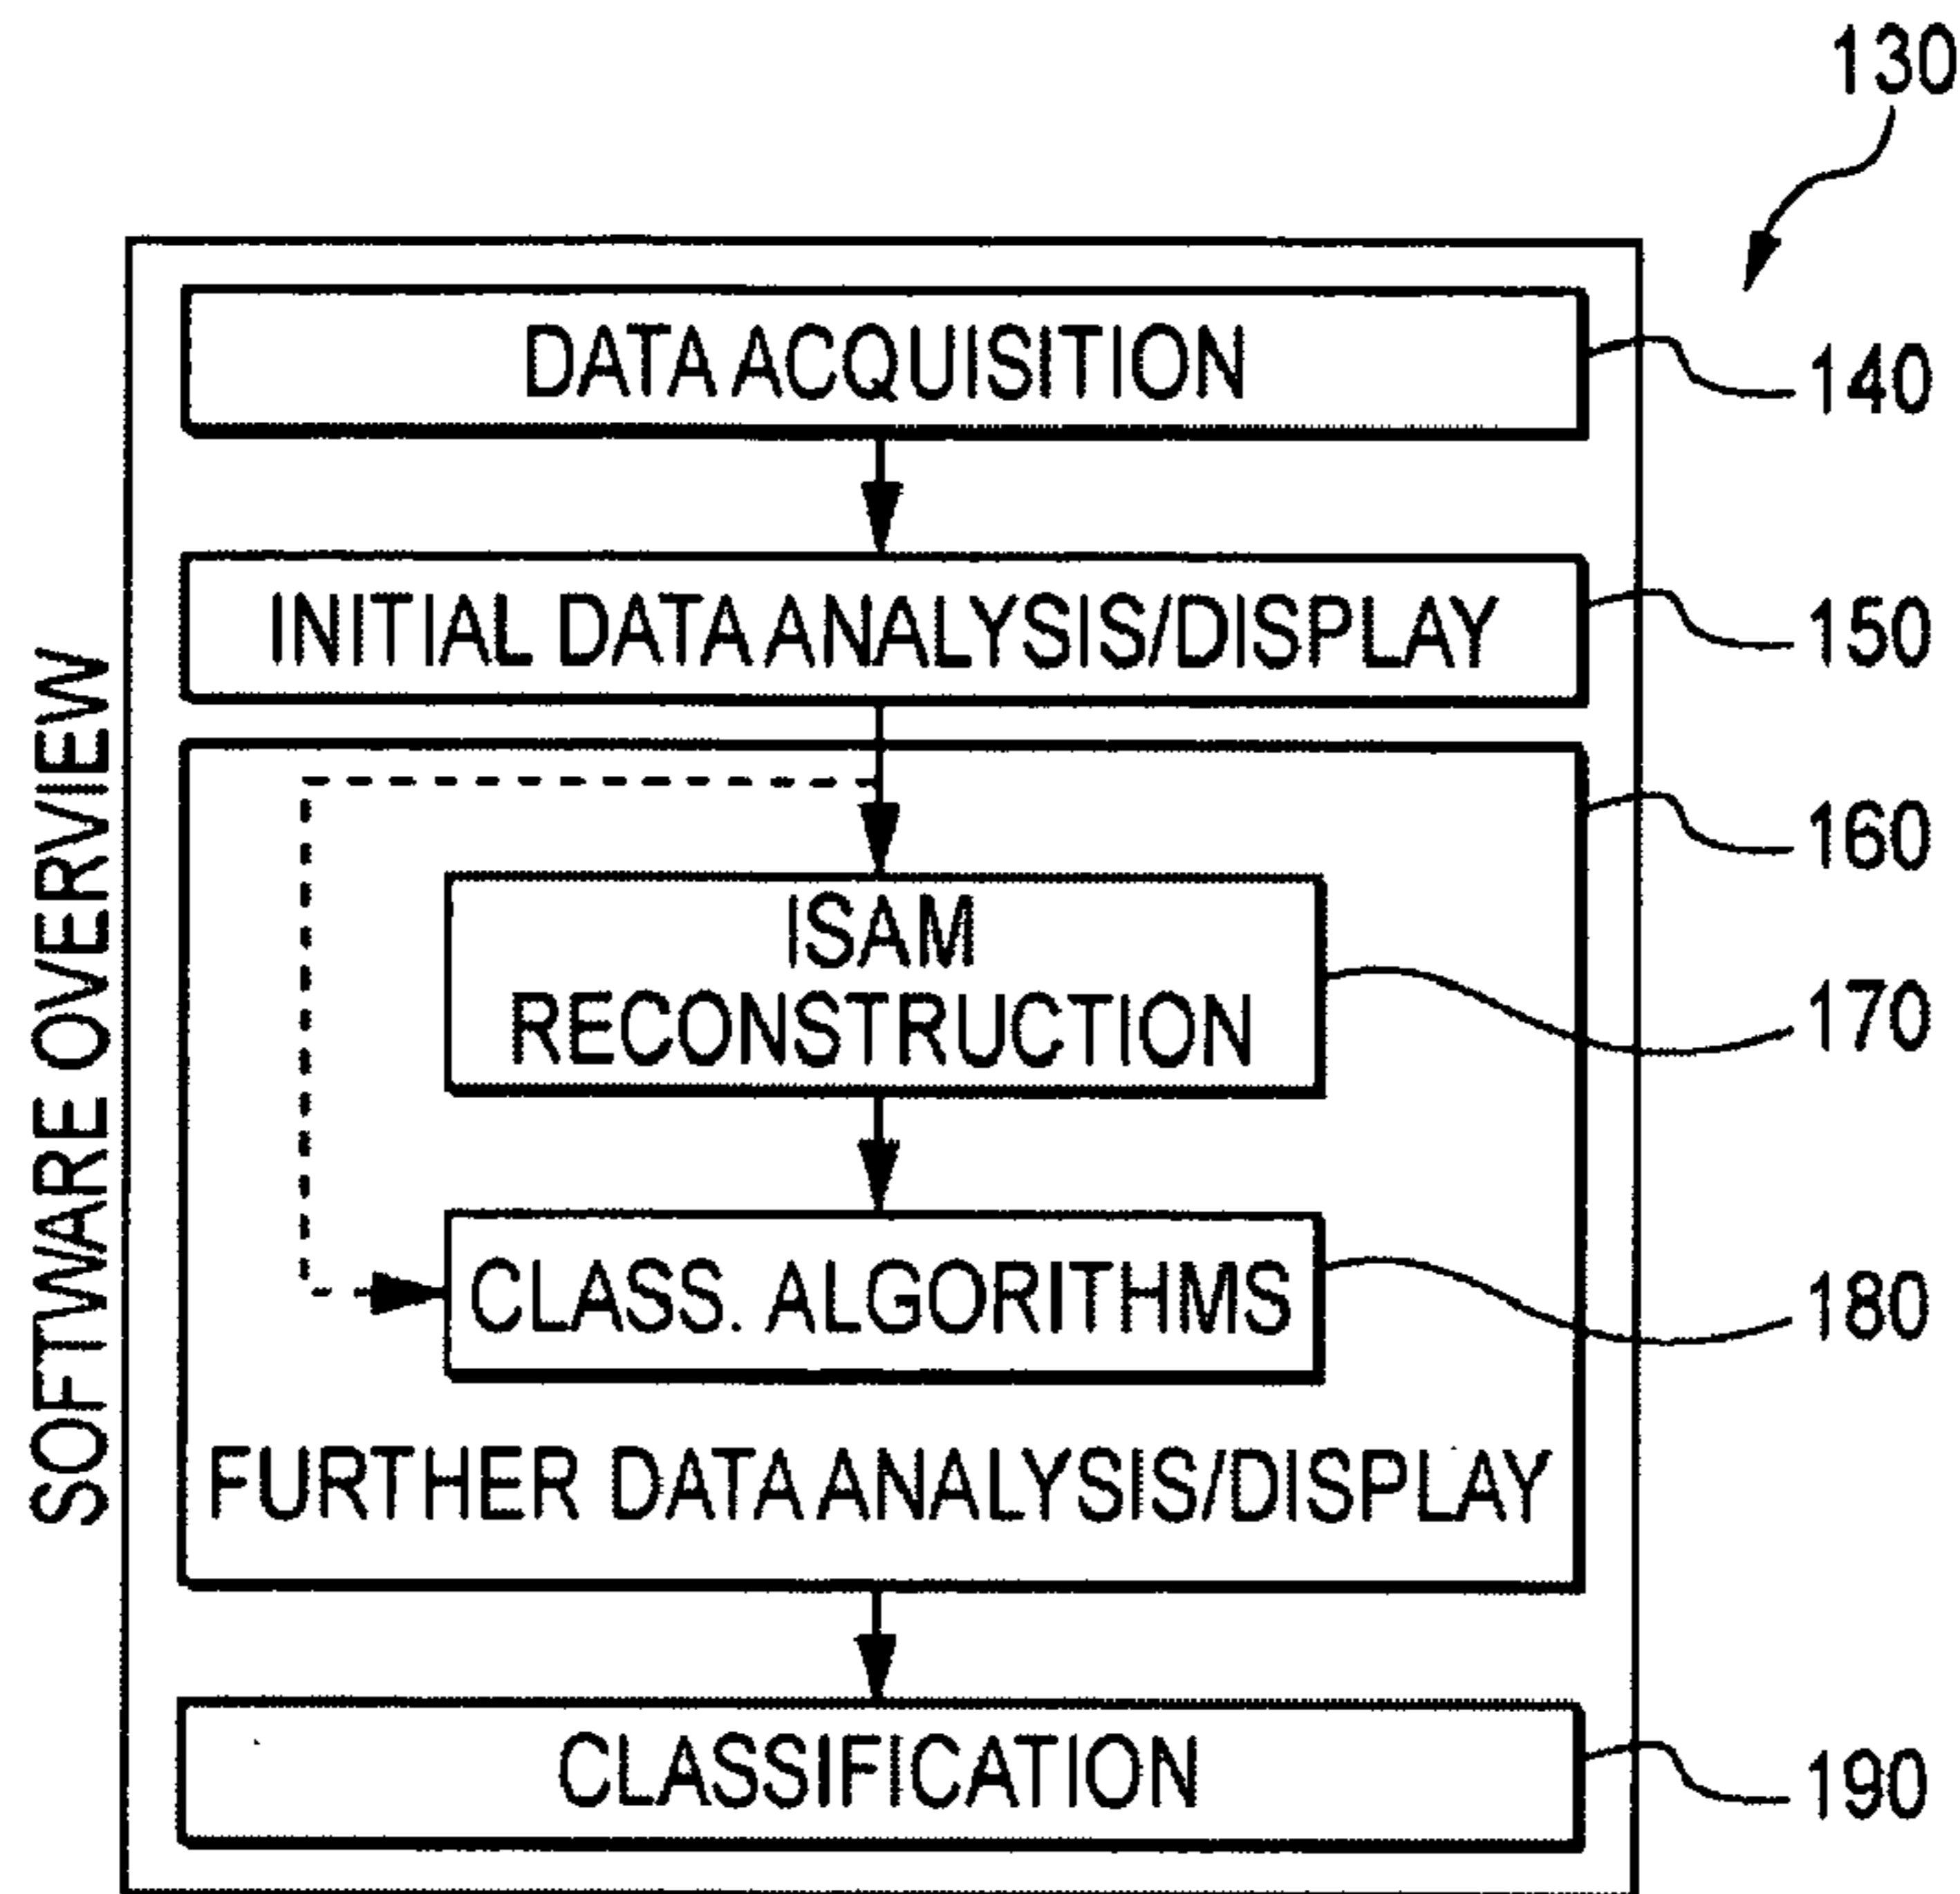 130
DATA ACQUISITION
140
INITIAL DATA ANALYSIS/DISPLAY
150
160
ISAM
RECONSTRUCTION
170
CLASS. ALGORITHMS
180
FURTHER DATA ANALYSIS/DISPLAY
CLASSIFICATION
190
SOFTWARE OVERVIEW